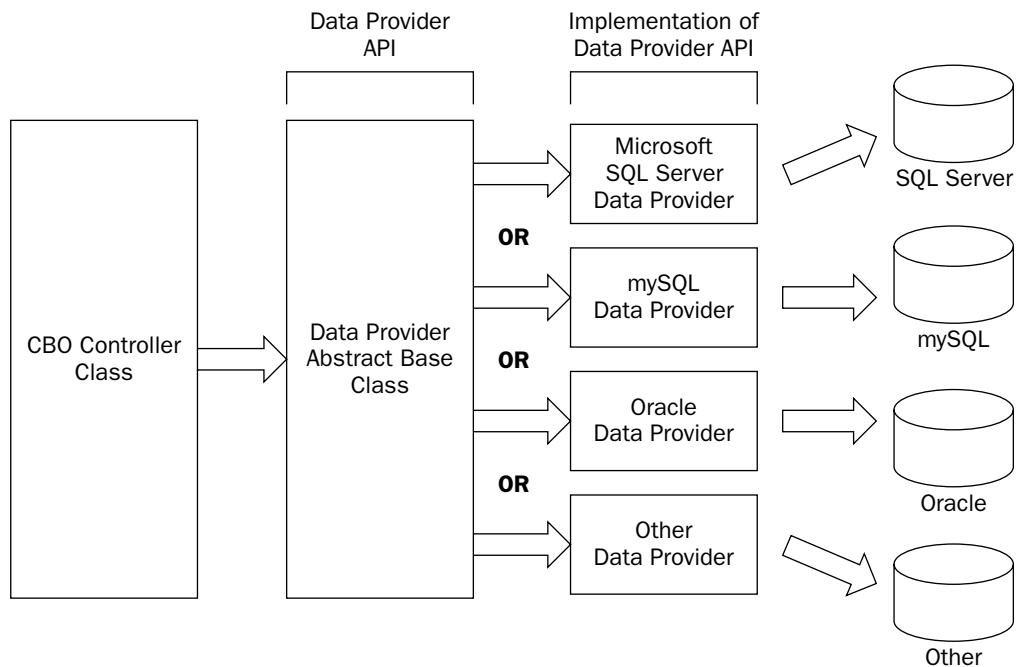 Data Provider
API
Implementation of
Data Provider API
CBO Controller
Class
Data Provider
Abstract Base
Class
OR
OR
OR
Microsoft
SQL Server
Data Provider
mySQL
Data Provider
Oracle
Data Provider
Other
Data Provider
SQL Server
mySQL
Oracle
Other